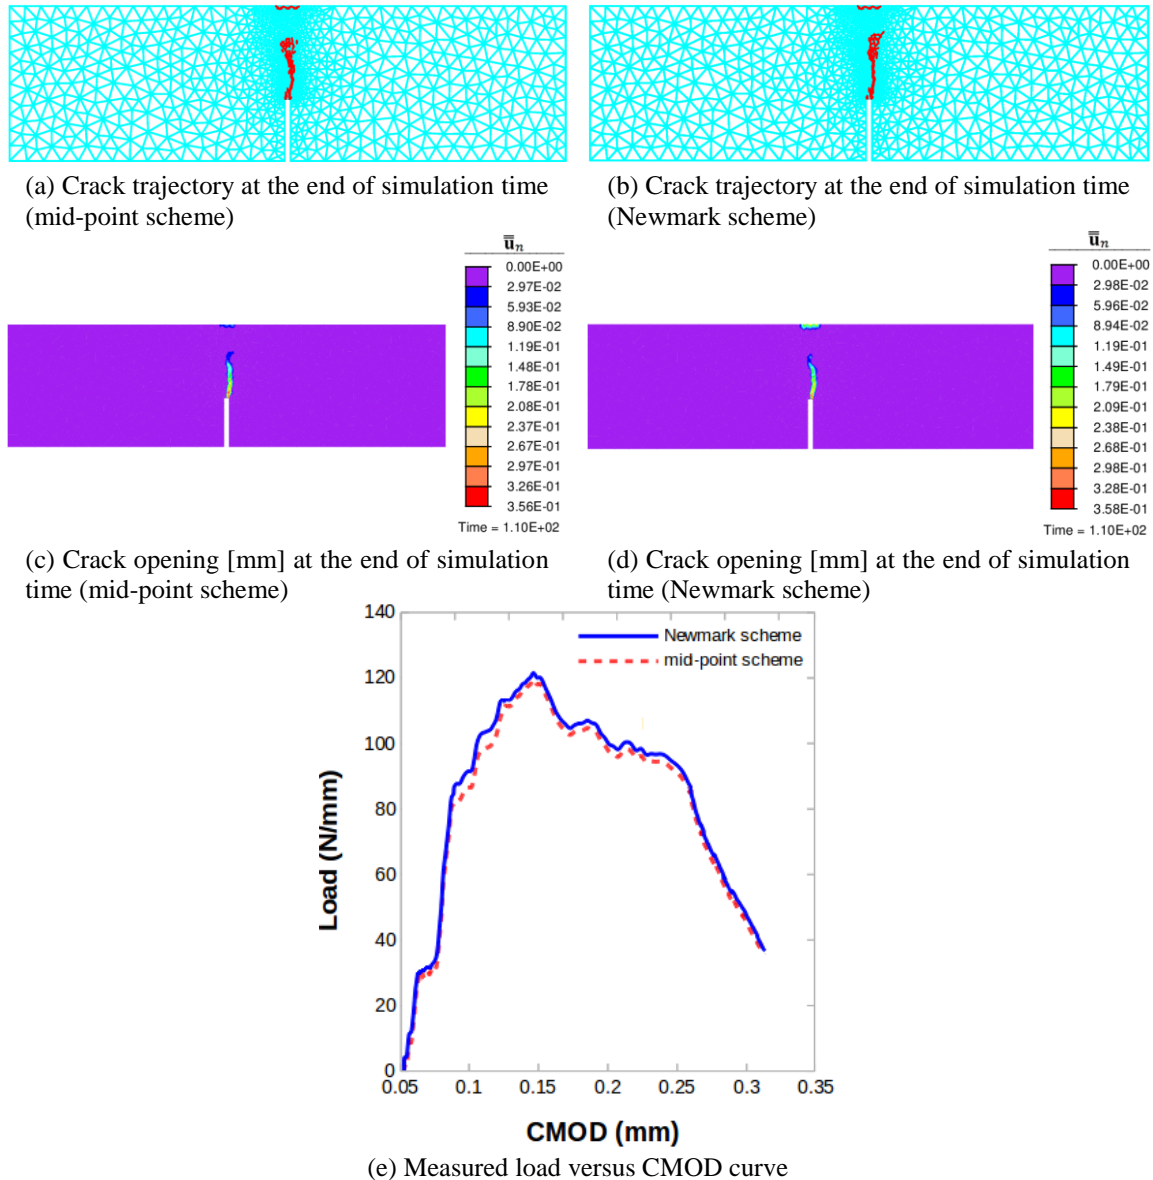 (a) Crack trajectory at the end of simulation time
(mid-point scheme)
(b) Crack trajectory at the end of simulation time
(Newmark scheme)
u̿ₙ
0.00E+00
2.97E-02
5.93E-02
8.90E-02
1.19E-01
1.48E-01
1.78E-01
2.08E-01
2.37E-01
2.67E-01
2.97E-01
3.26E-01
3.56E-01
Time = 1.10E+02
u̿ₙ
0.00E+00
2.98E-02
5.96E-02
8.94E-02
1.19E-01
1.49E-01
1.79E-01
2.09E-01
2.38E-01
2.68E-01
2.98E-01
3.28E-01
3.58E-01
Time = 1.10E+02
(c) Crack opening [mm] at the end of simulation
time (mid-point scheme)
(d) Crack opening [mm] at the end of simulation
time (Newmark scheme)
140
120
100
80
60
40
20
0
Load (N/mm)
Newmark scheme
mid-point scheme
0.05 0.1 0.15 0.2 0.25 0.3 0.35
CMOD (mm)
(e) Measured load versus CMOD curve